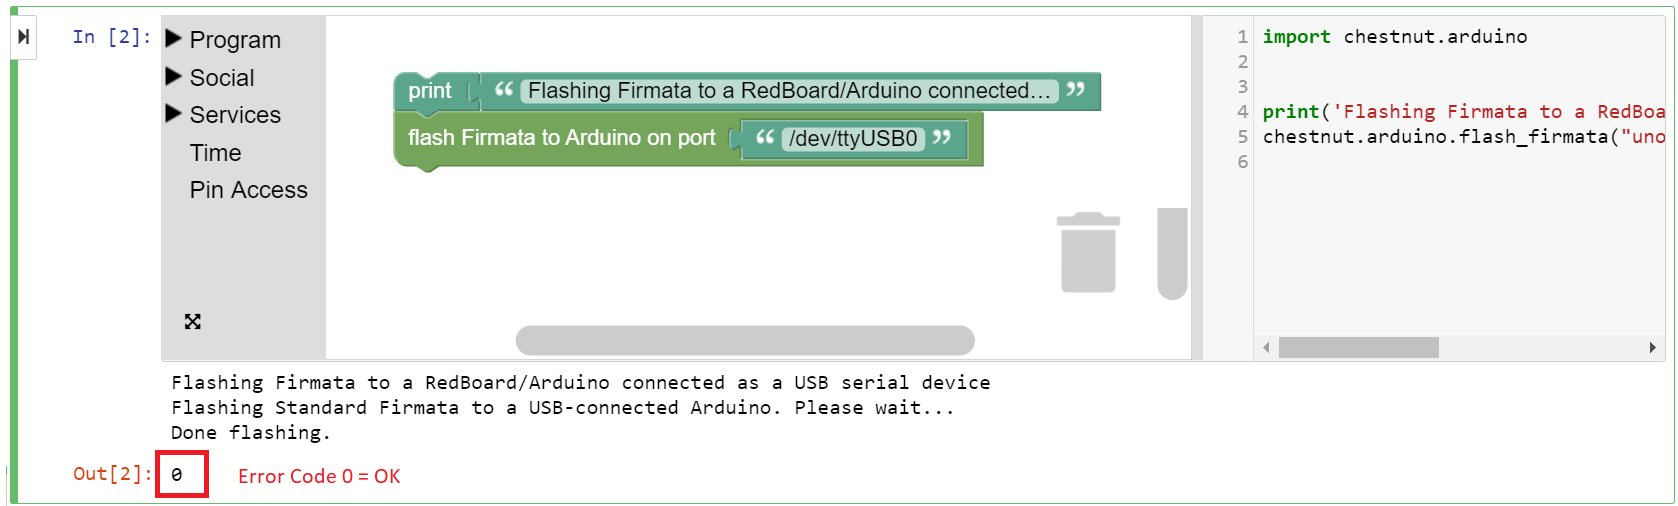 In [2]:
Program
Social
Services
Time
Pin Access
print “ Flashing Firmata to a RedBoard/Arduino connected... ”
flash Firmata to Arduino on port “ /dev/ttyUSB0 ”
1 import chestnut.arduino
2
3
4 print('Flashing Firmata to a RedBoa
5 chestnut.arduino.flash_firmata("uno
6
Flashing Firmata to a RedBoard/Arduino connected as a USB serial device
Flashing Standard Firmata to a USB-connected Arduino. Please wait...
Done flashing.
Out[2]: 0 Error Code 0 = OK